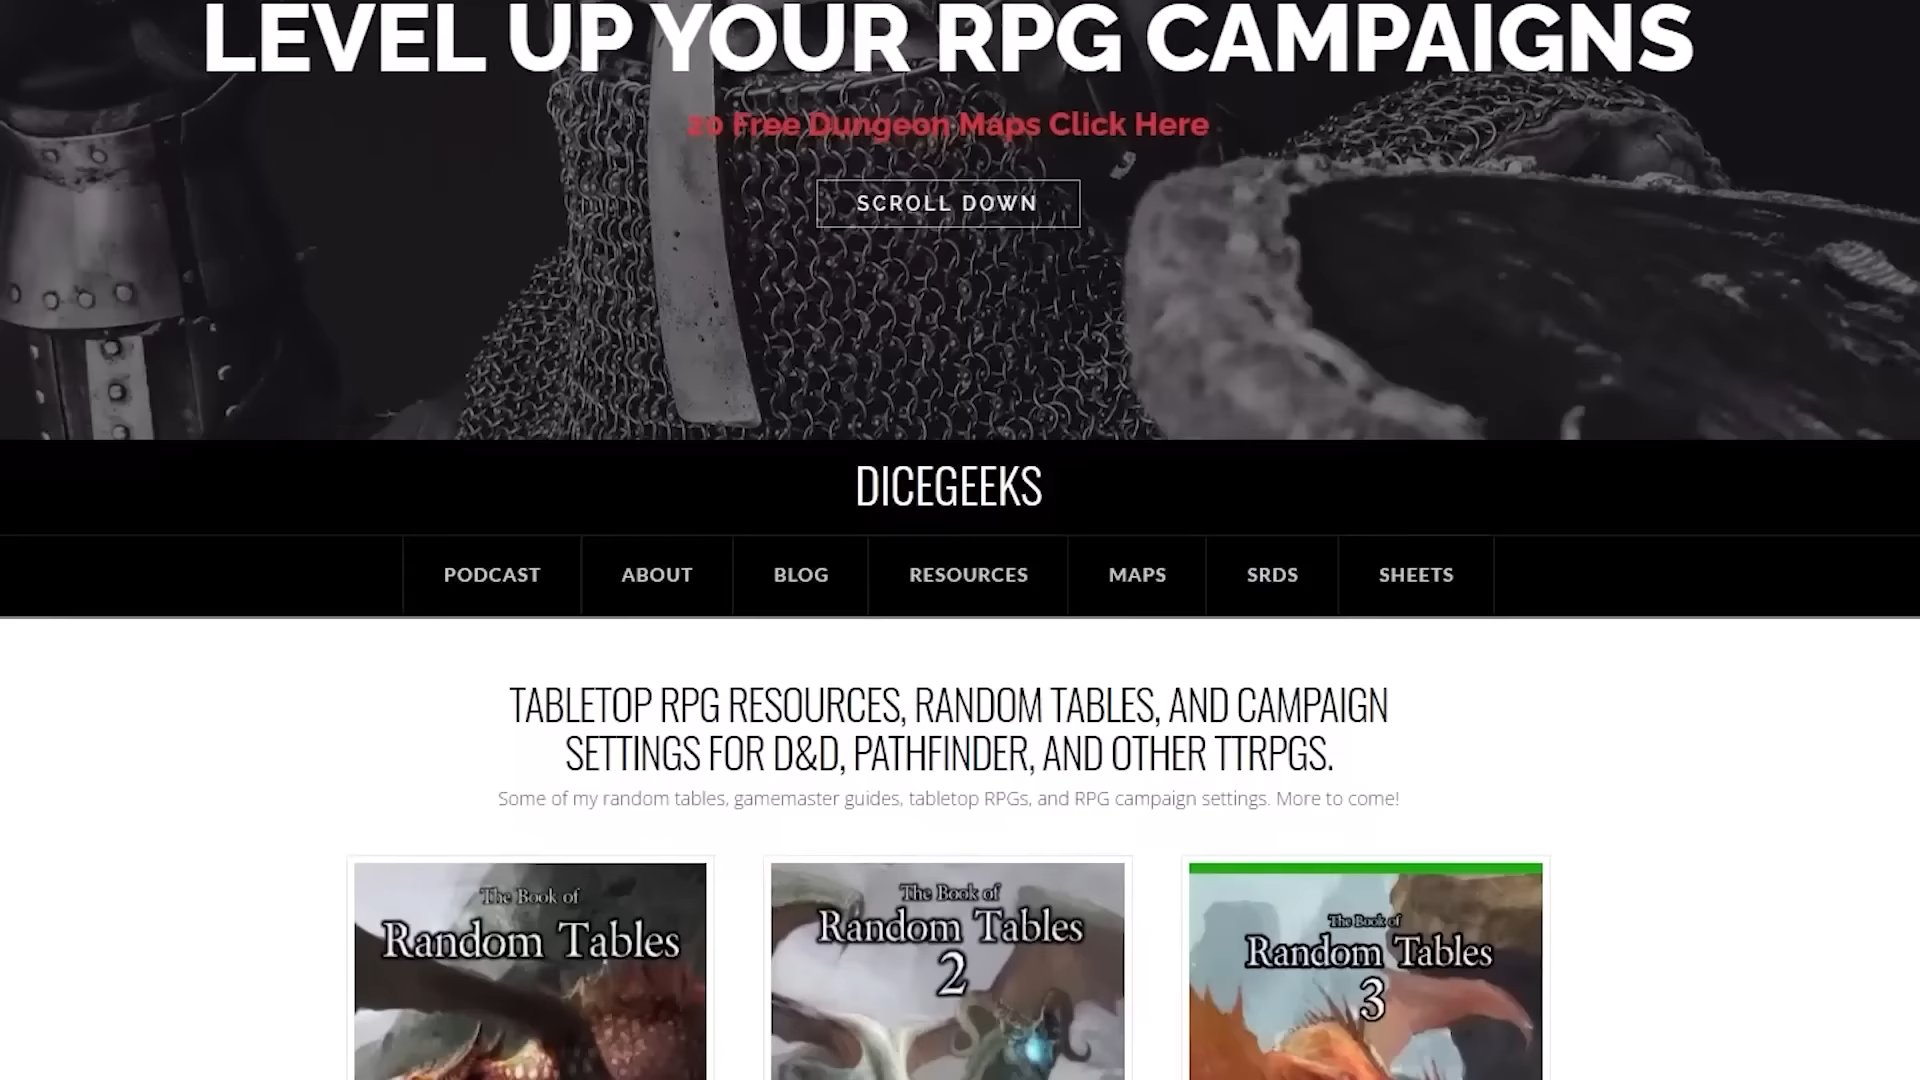 LEVEL UP YOUR RPG CAMPAIGNS
20 Free Dungeon Maps Click Here
SCROLL DOWN
DICEGEEKS
PODCAST
ABOUT
BLOG
RESOURCES
MAPS
SRDS
SHEETS
TABLETOP RPG RESOURCES, RANDOM TABLES, AND CAMPAIGN
SETTINGS FOR D&D, PATHFINDER, AND OTHER TTRPGS.
Some of my random tables, gamemaster guides, tabletop RPGs, and RPG campaign settings. More to come!
The Book of
Random Tables
The Book of
Random Tables
2
The Book of
Random Tables
3